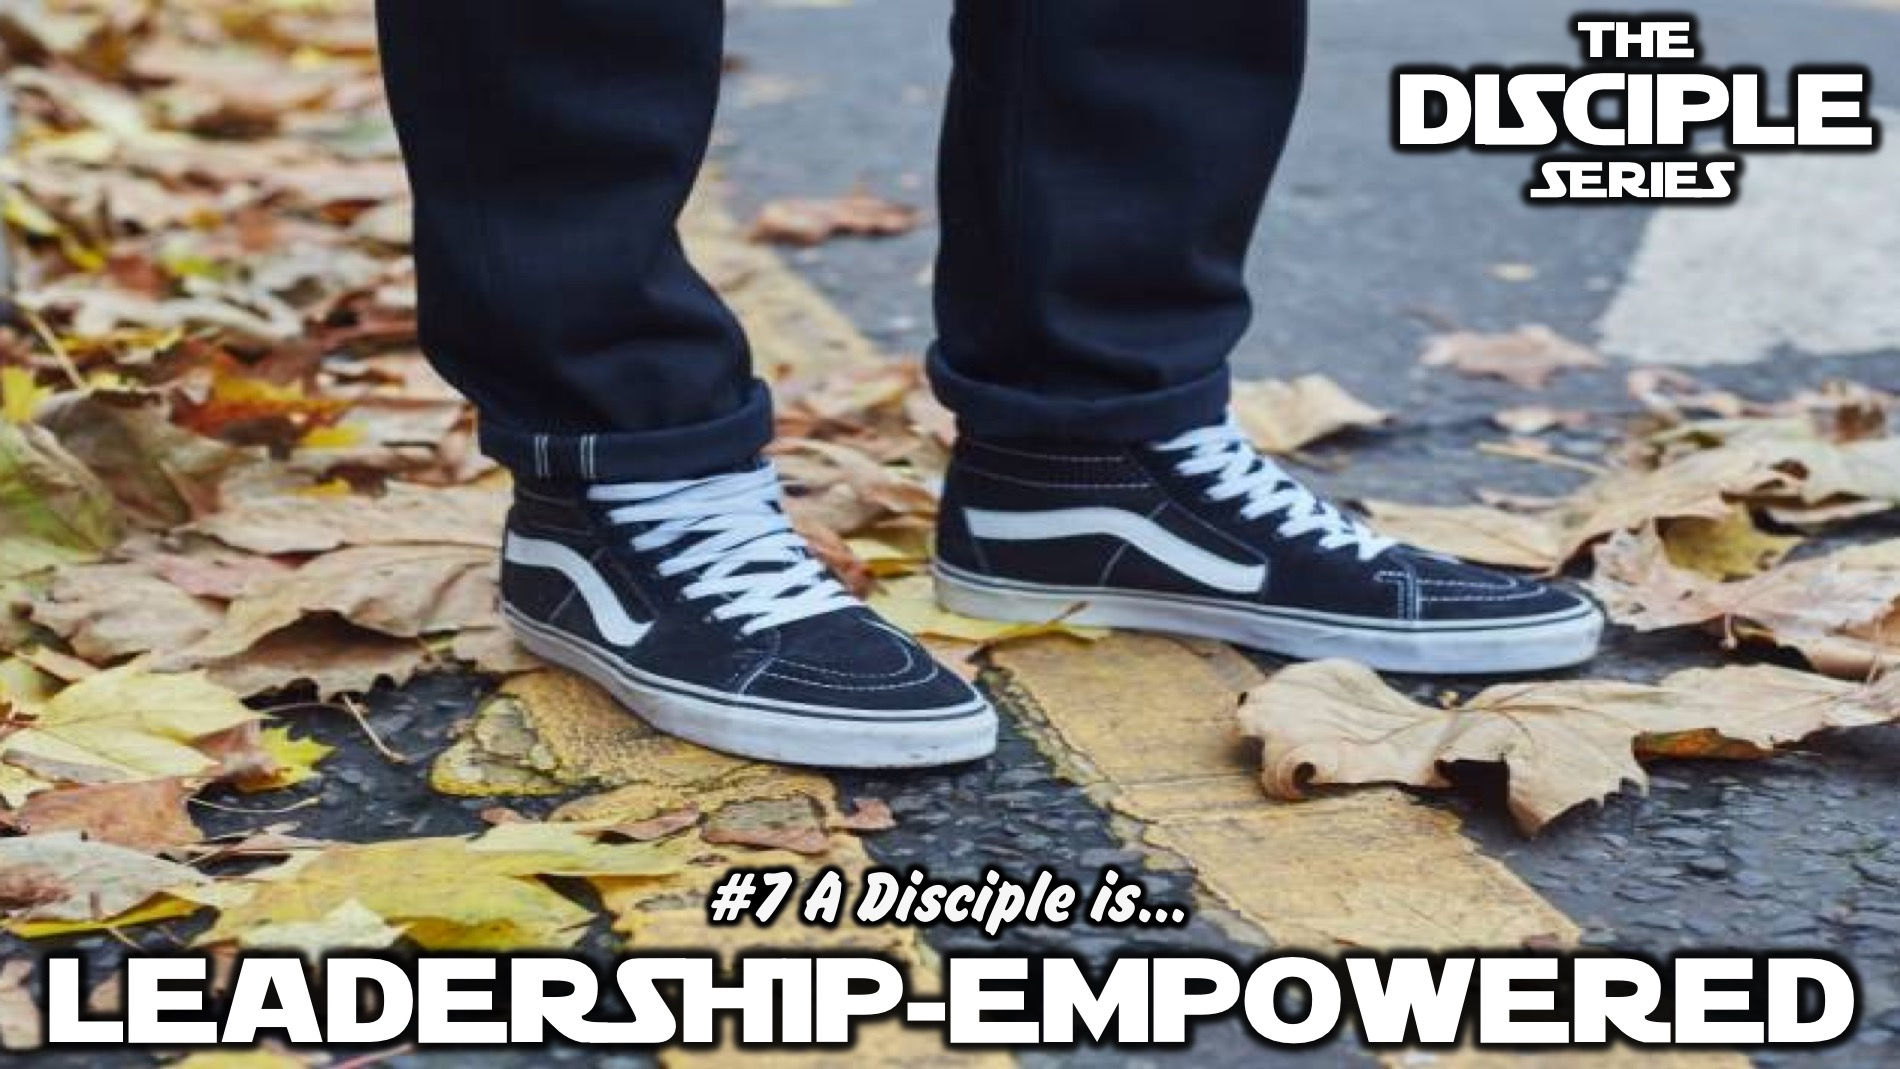 THE
DISCIPLE
SERIES
#7 A Disciple is...
LEADERSHIP-EMPOWERED